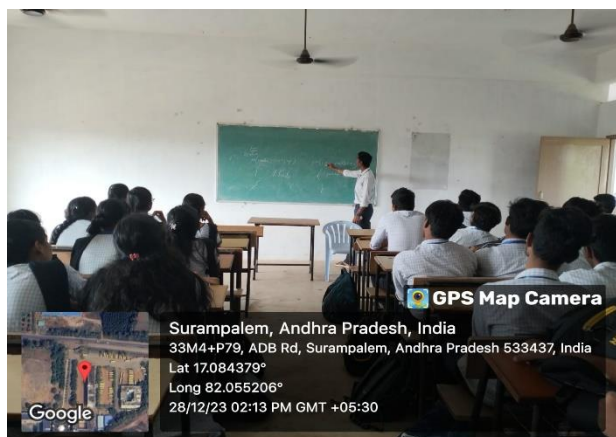 GPS Map Camera
Surampalem, Andhra Pradesh, India
33M4+P79, ADB Rd, Surampalem, Andhra Pradesh 533437, India
Lat 17.084379°
Long 82.055206°
28/12/23 02:13 PM GMT +05:30
Google